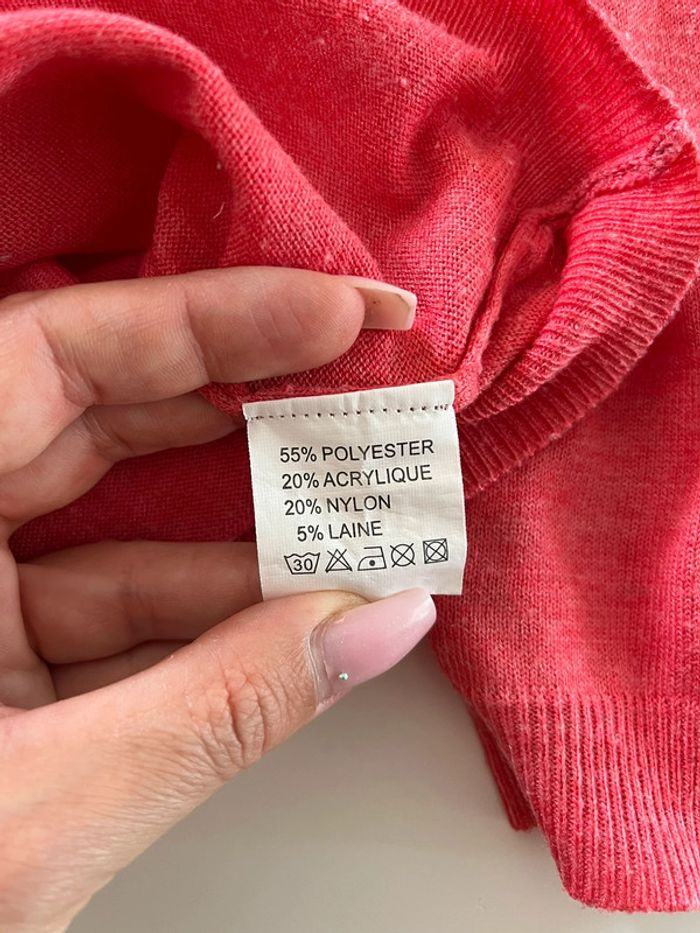 55% POLYESTER
20% ACRYLIQUE
20% NYLON
5% LAINE
30